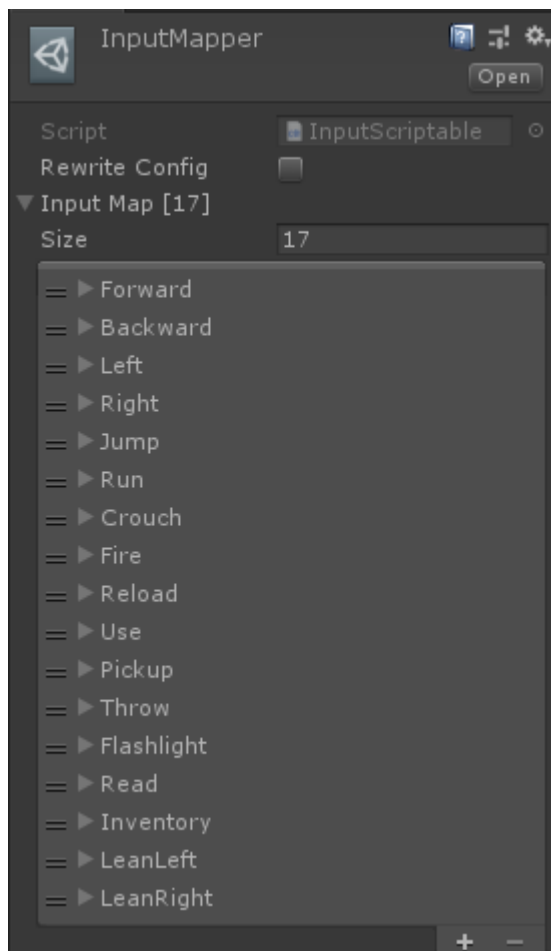 InputMapper
Open
Script InputScriptable
Rewrite Config
Input Map [17]
Size 17
Forward
Backward
Left
Right
Jump
Run
Crouch
Fire
Reload
Use
Pickup
Throw
Flashlight
Read
Inventory
LeanLeft
LeanRight
+ −